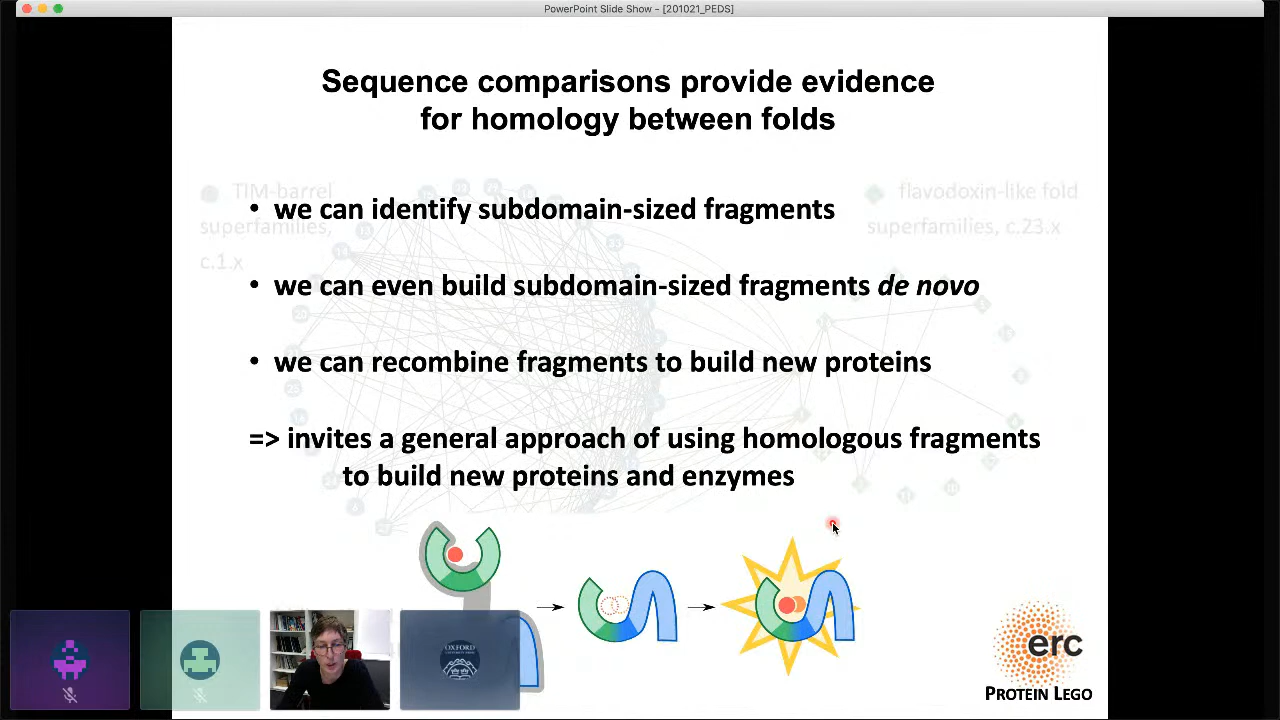 PowerPoint Slide Show - [201021_PEDS]
Sequence comparisons provide evidence
for homology between folds
TIM-barrel
superfamilies,
c.1.x
flavodoxin-like fold
superfamilies, c.23.x
• we can identify subdomain-sized fragments
• we can even build subdomain-sized fragments de novo
• we can recombine fragments to build new proteins
=> invites a general approach of using homologous fragments
to build new proteins and enzymes
OXFORD
erc
PROTEIN LEGO